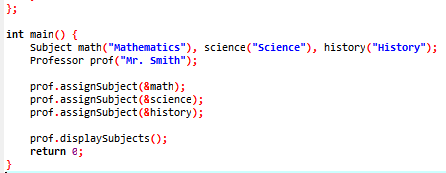 };
int main() {
    Subject math("Mathematics"), science("Science"), history("History");
    Professor prof("Mr. Smith");
    prof.assignSubject(&math);
    prof.assignSubject(&science);
    prof.assignSubject(&history);
    prof.displaySubjects();
    return 0;
}